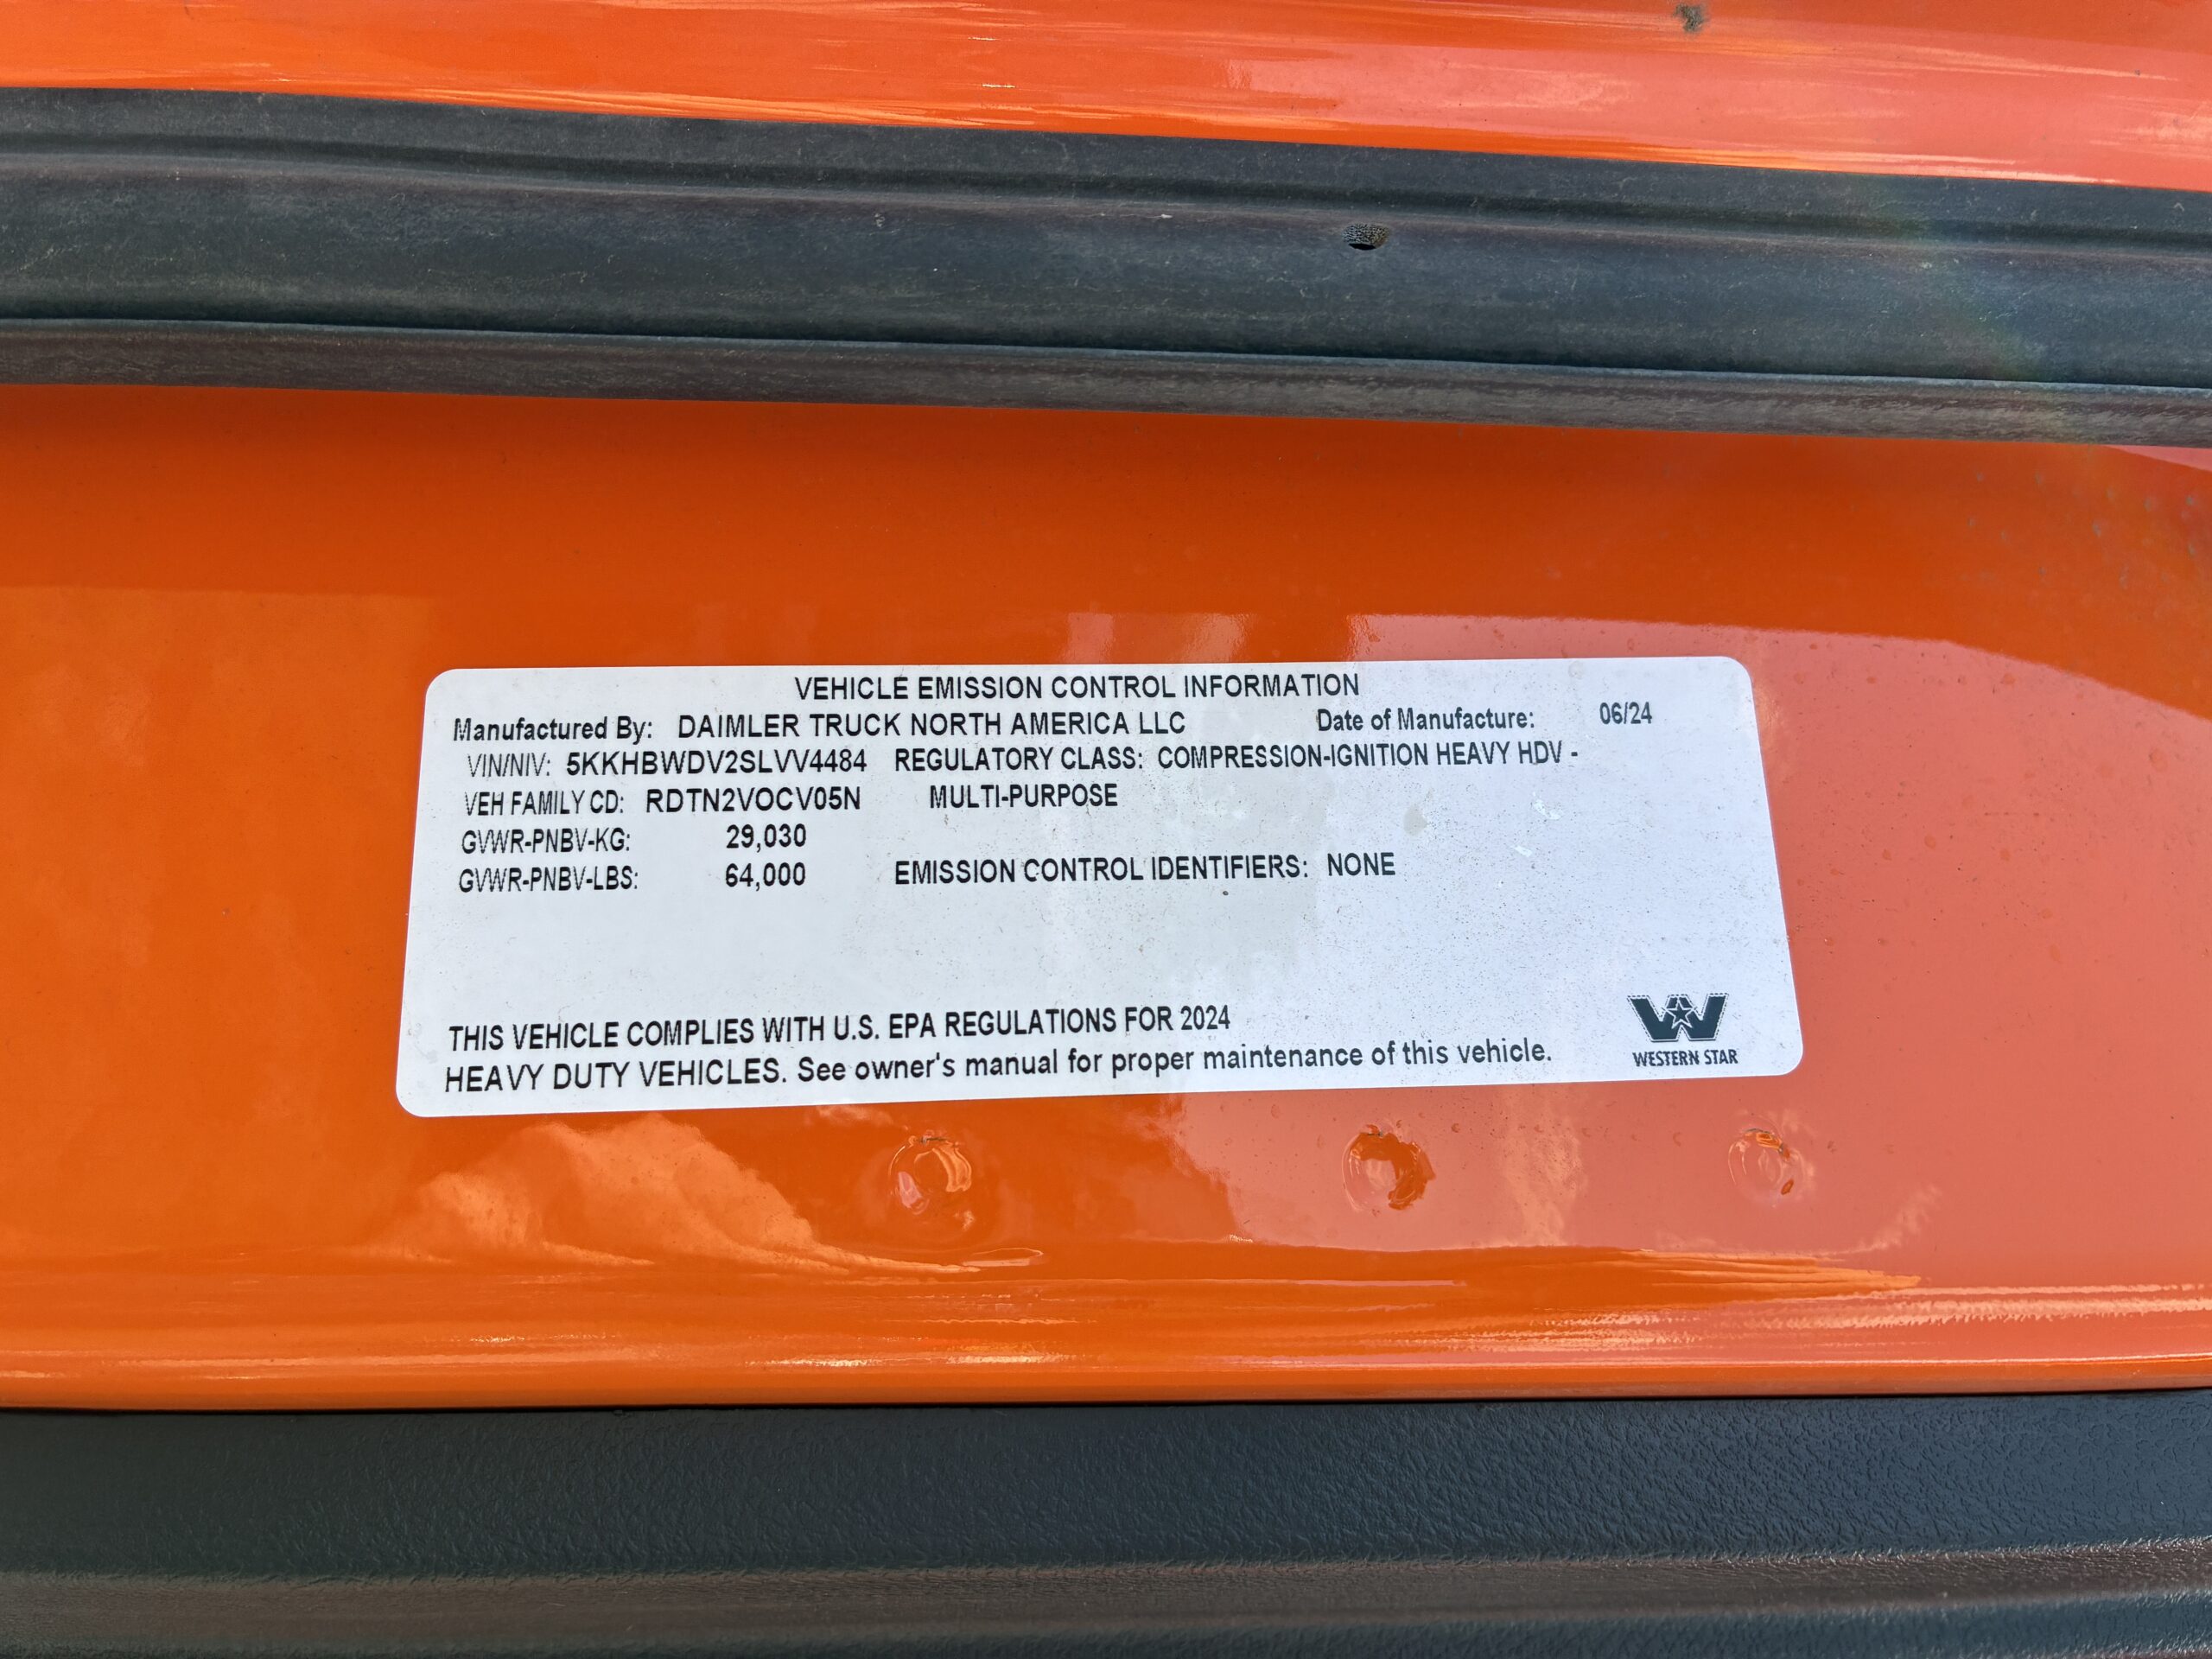 VEHICLE EMISSION CONTROL INFORMATION
Manufactured By: DAIMLER TRUCK NORTH AMERICA LLC Date of Manufacture: 06/24
VIN/NIV: 5KKHBWDV2SLVV4484 REGULATORY CLASS: COMPRESSION-IGNITION HEAVY HDV -
VEH FAMILY CD: RDTN2VOCV05N MULTI-PURPOSE
GVWR-PNBV-KG: 29,030
GVWR-PNBV-LBS: 64,000 EMISSION CONTROL IDENTIFIERS: NONE
THIS VEHICLE COMPLIES WITH U.S. EPA REGULATIONS FOR 2024
HEAVY DUTY VEHICLES. See owner's manual for proper maintenance of this vehicle.
WESTERN STAR